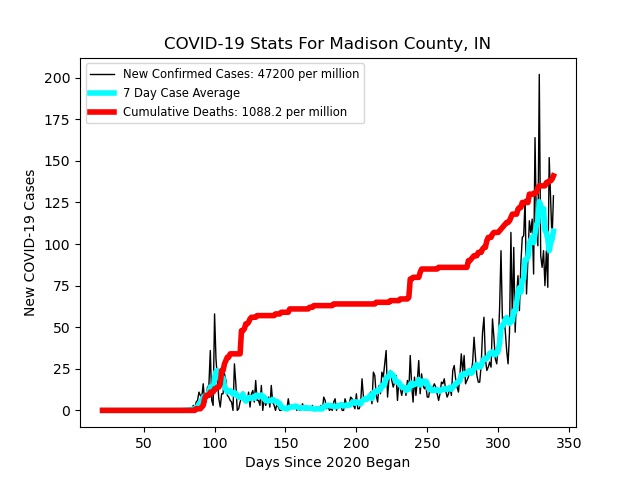 COVID-19 Stats For Madison County, IN
New Confirmed Cases: 47200 per million
7 Day Case Average
Cumulative Deaths: 1088.2 per million
New COVID-19 Cases
200
175
150
125
100
75
50
25
0
50 100 150 200 250 300 350
Days Since 2020 Began